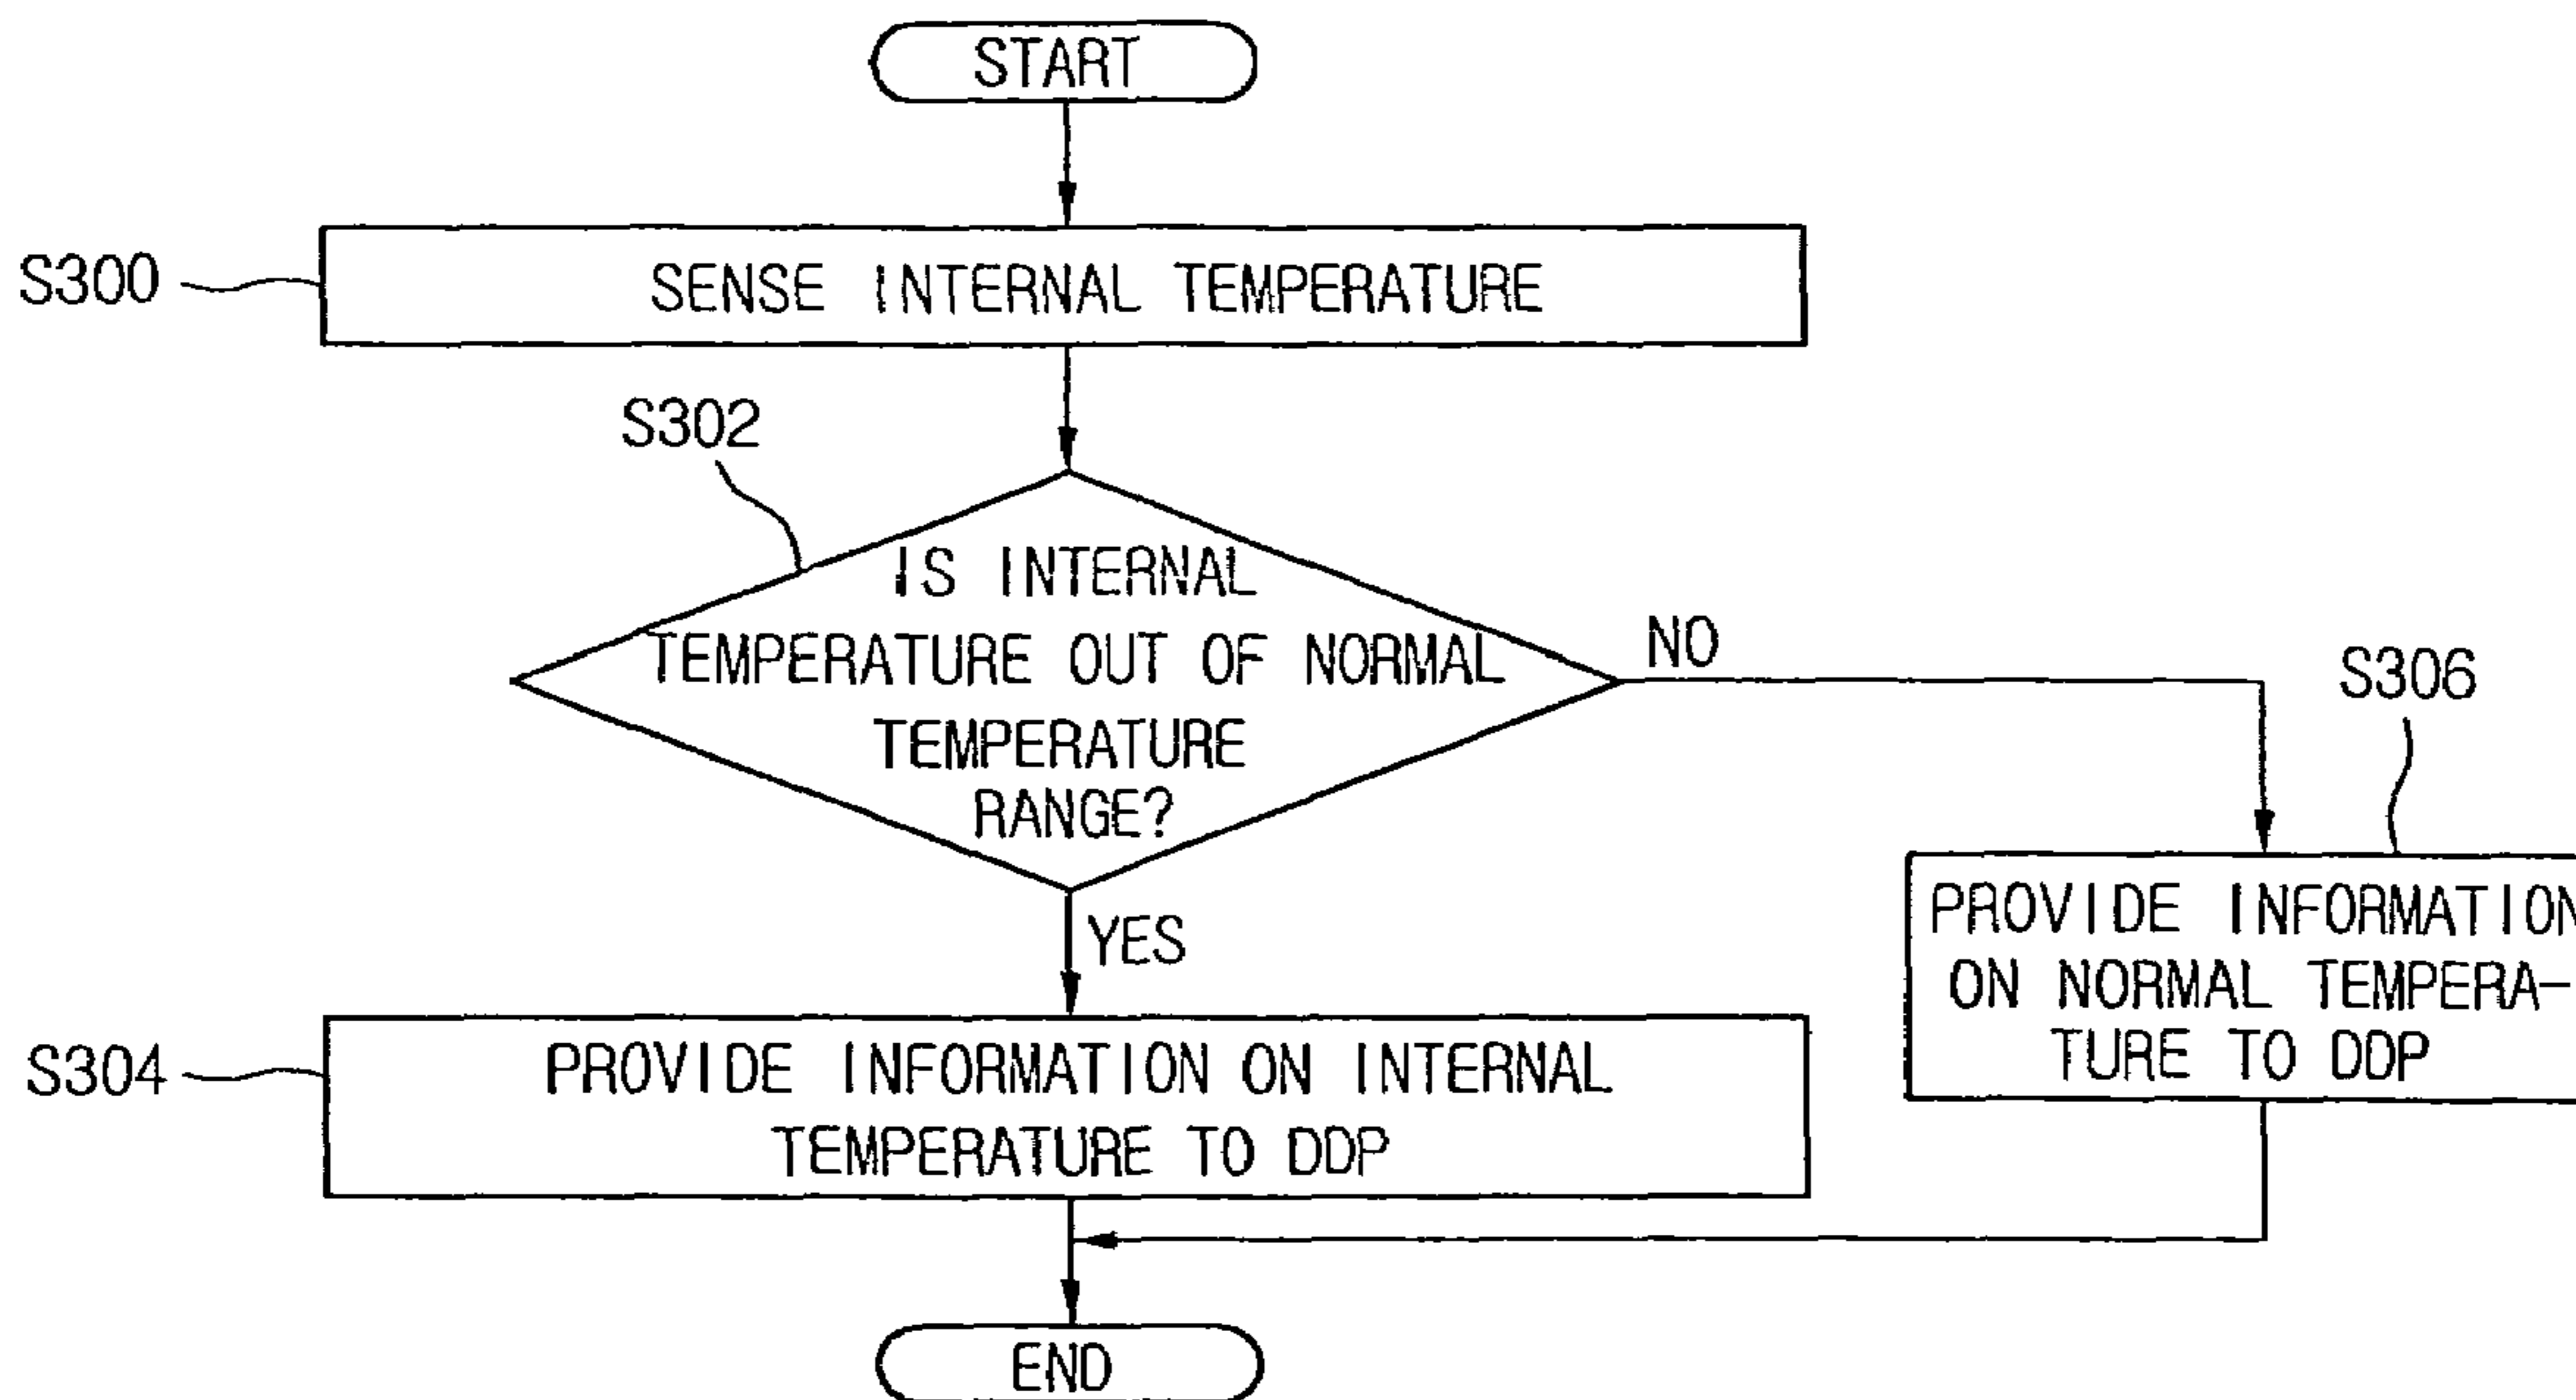 START
S300
SENSE INTERNAL TEMPERATURE
S302
IS INTERNAL
TEMPERATURE OUT OF NORMAL
TEMPERATURE
RANGE?
NO
S306
YES
PROVIDE INFORMATION
ON NORMAL TEMPERA-
TURE TO DDP
S304
PROVIDE INFORMATION ON INTERNAL
TEMPERATURE TO DDP
END